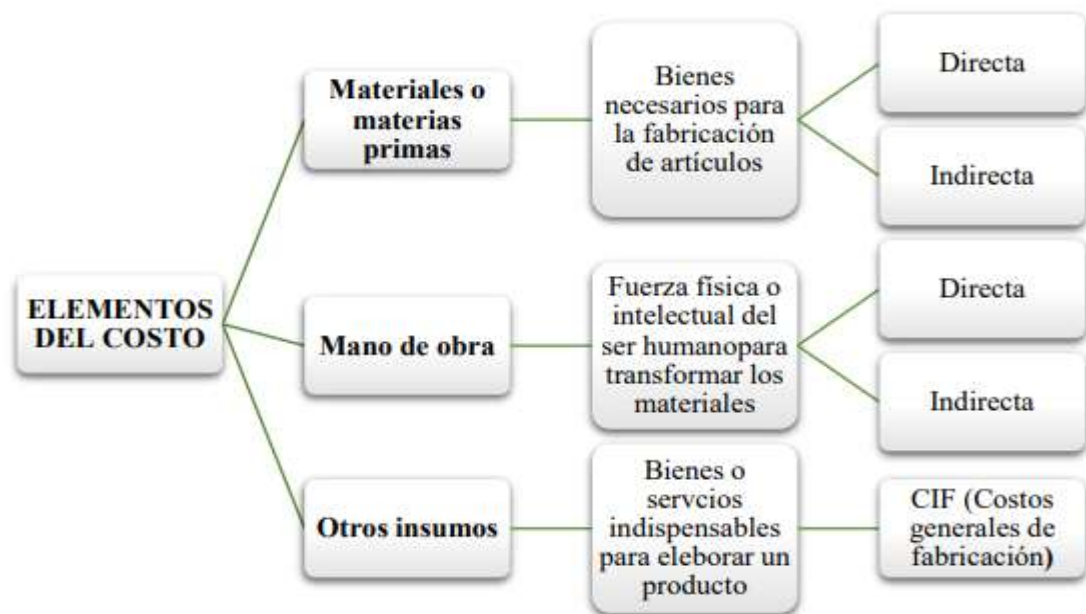 ELEMENTOS
DEL COSTO
Materiales o
materias
primas
Bienes
necesarios para
la fabricación
de artículos
Directa
Indirecta
Mano de obra
Fuerza física o
intelectual del
ser humanopara
transformar los
materiales
Directa
Indirecta
Otros insumos
Bienes o
servcios
indispensables
para eleborar un
producto
CIF (Costos
generales de
fabricación)